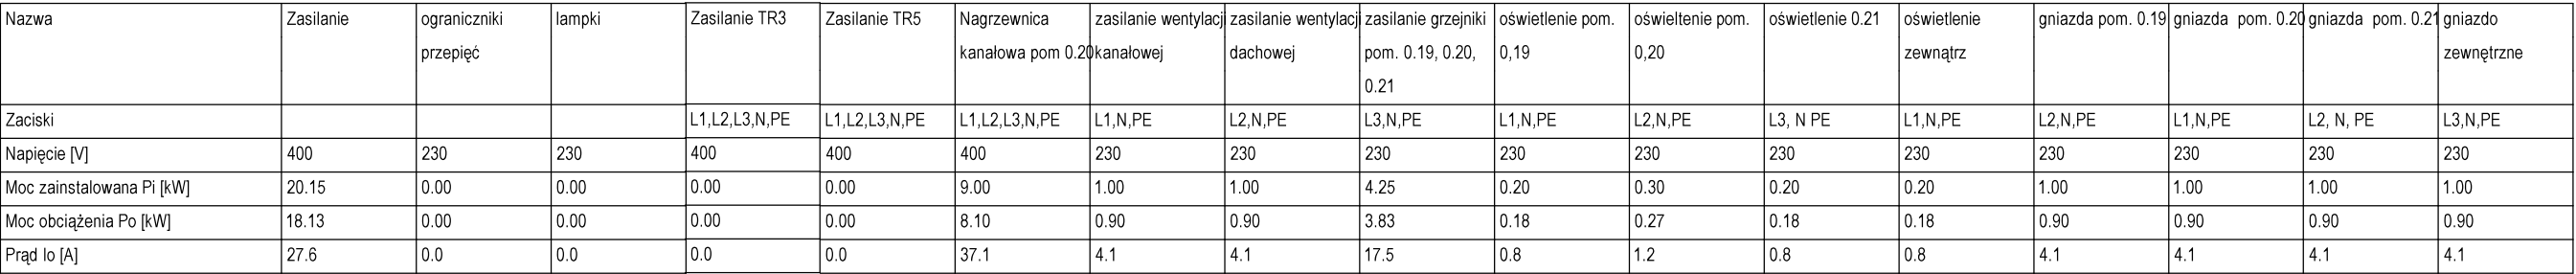 Nazwa Zasilanie ograniczniki przepięć lampki Zasilanie TR3 Zasilanie TR5 Nagrzewnica kanałowa pom 0.20 zasilanie wentylacji kanałowej zasilanie wentylacji dachowej zasilanie grzejniki pom. 0.19, 0.20, 0.21 oświetlenie pom. 0,19 oświeltenie pom. 0,20 oświetlenie 0.21 oświetlenie zewnątrz gniazda pom. 0.19 gniazda pom. 0.20 gniazda pom. 0.21 gniazdo zewnętrzne
Zaciski L1,L2,L3,N,PE L1,L2,L3,N,PE L1,L2,L3,N,PE L1,N,PE L2,N,PE L3,N,PE L1,N,PE L2,N,PE L3, N PE L1,N,PE L2,N,PE L1,N,PE L2, N, PE L3,N,PE
Napięcie [V] 400 230 230 400 400 400 230 230 230 230 230 230 230 230 230 230 230
Moc zainstalowana Pi [kW] 20.15 0.00 0.00 0.00 0.00 9.00 1.00 1.00 4.25 0.20 0.30 0.20 0.20 1.00 1.00 1.00 1.00
Moc obciążenia Po [kW] 18.13 0.00 0.00 0.00 0.00 8.10 0.90 0.90 3.83 0.18 0.27 0.18 0.18 0.90 0.90 0.90 0.90
Prąd Io [A] 27.6 0.0 0.0 0.0 0.0 37.1 4.1 4.1 17.5 0.8 1.2 0.8 0.8 4.1 4.1 4.1 4.1